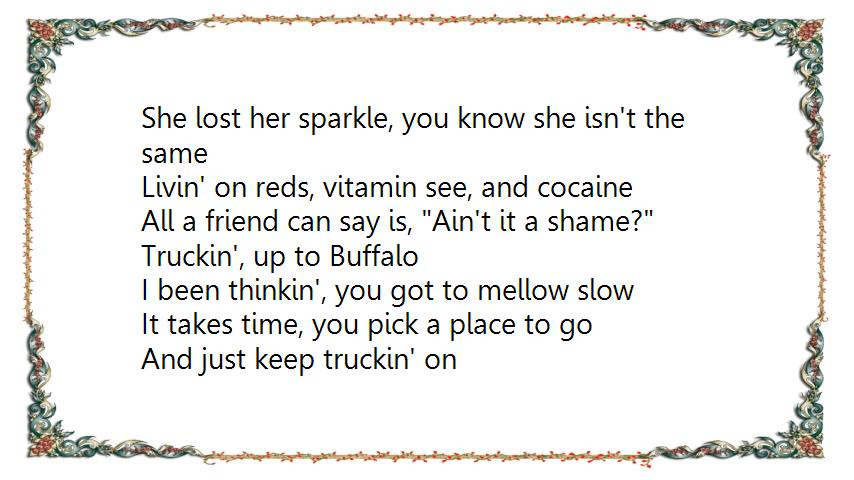 She lost her sparkle, you know she isn't the
same
Livin' on reds, vitamin see, and cocaine
All a friend can say is, "Ain't it a shame?"
Truckin', up to Buffalo
I been thinkin', you got to mellow slow
It takes time, you pick a place to go
And just keep truckin' on